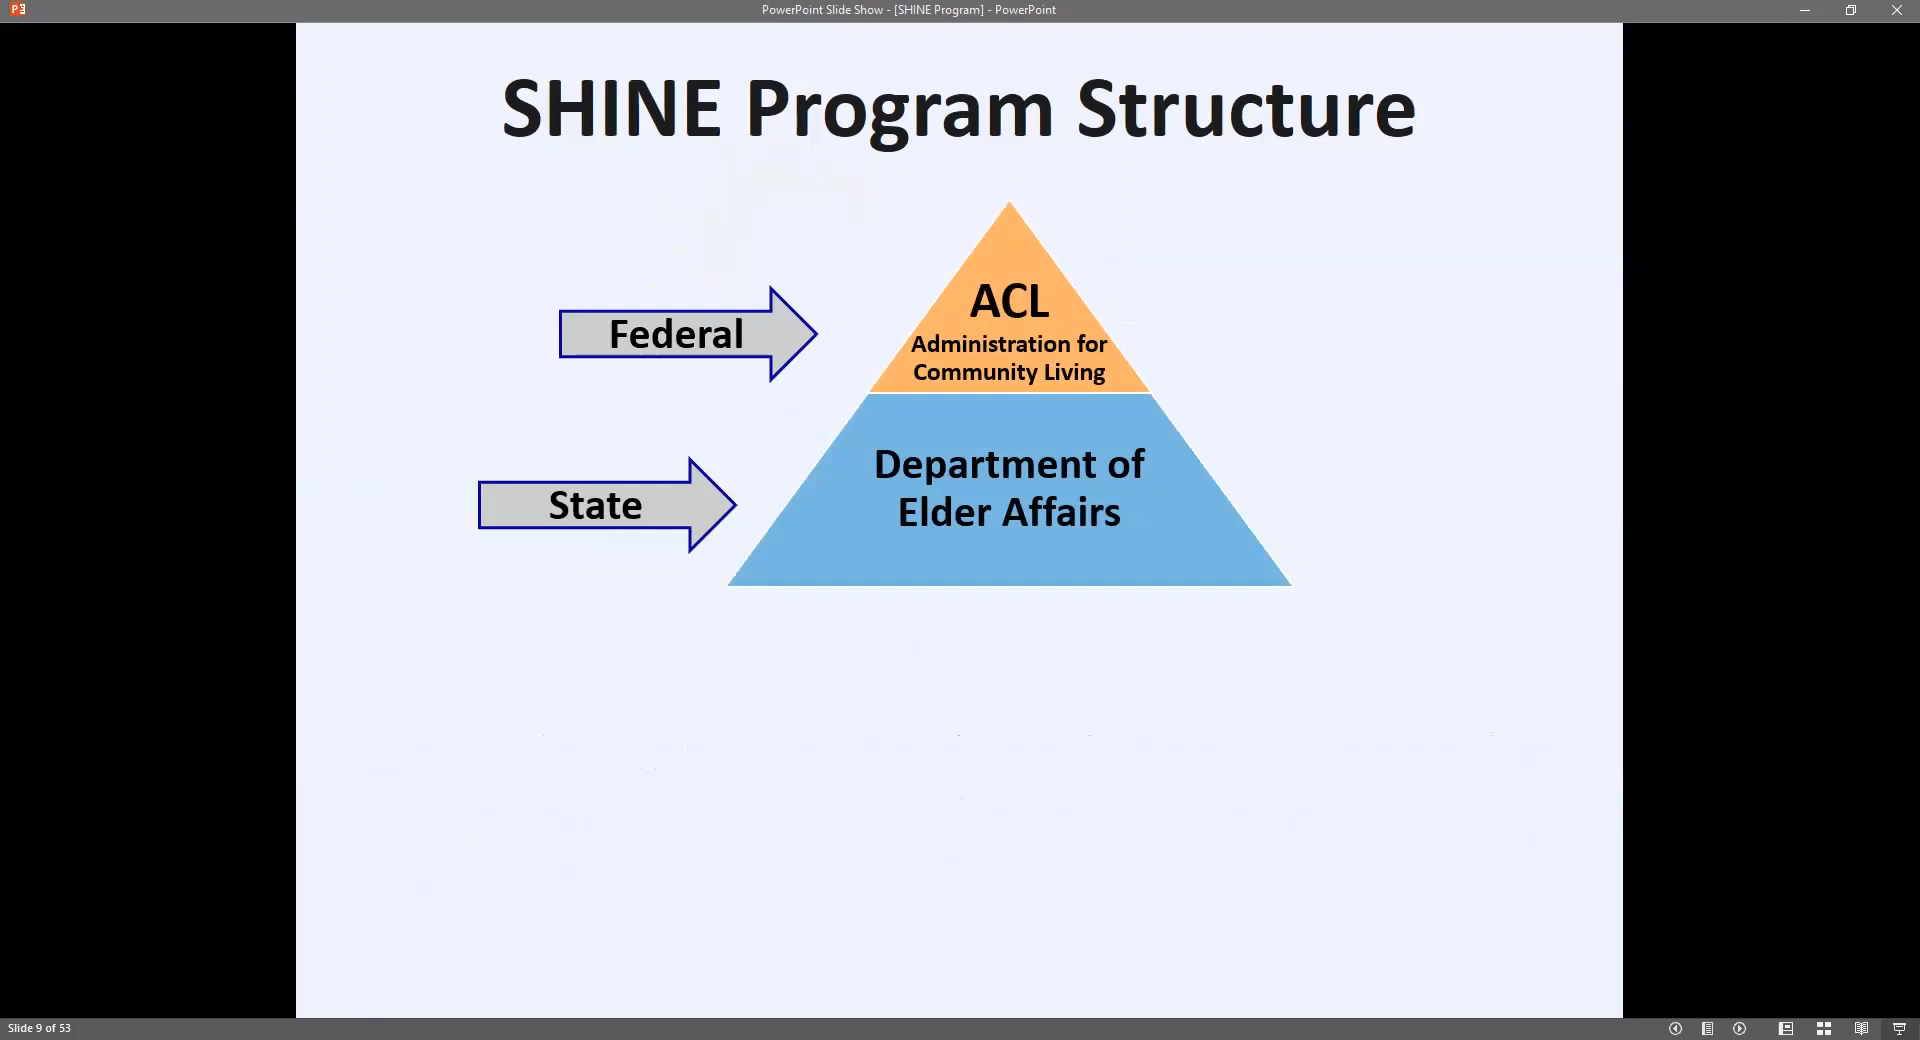 PowerPoint Slide Show - [SHINE Program] - PowerPoint
SHINE Program Structure
ACL
Administration for
Community Living
Federal
Department of
Elder Affairs
State
Slide 9 of 53